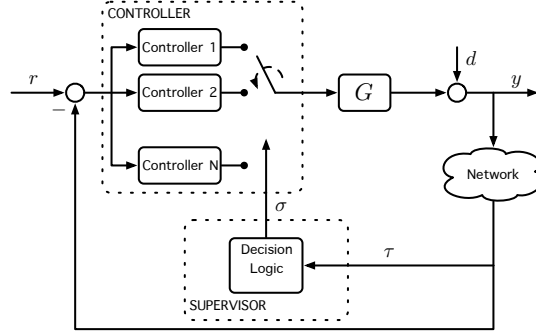 CONTROLLER
Controller 1
r
Controller 2
G
d
y
−
Controller N
Network
σ
Decision
Logic
τ
SUPERVISOR